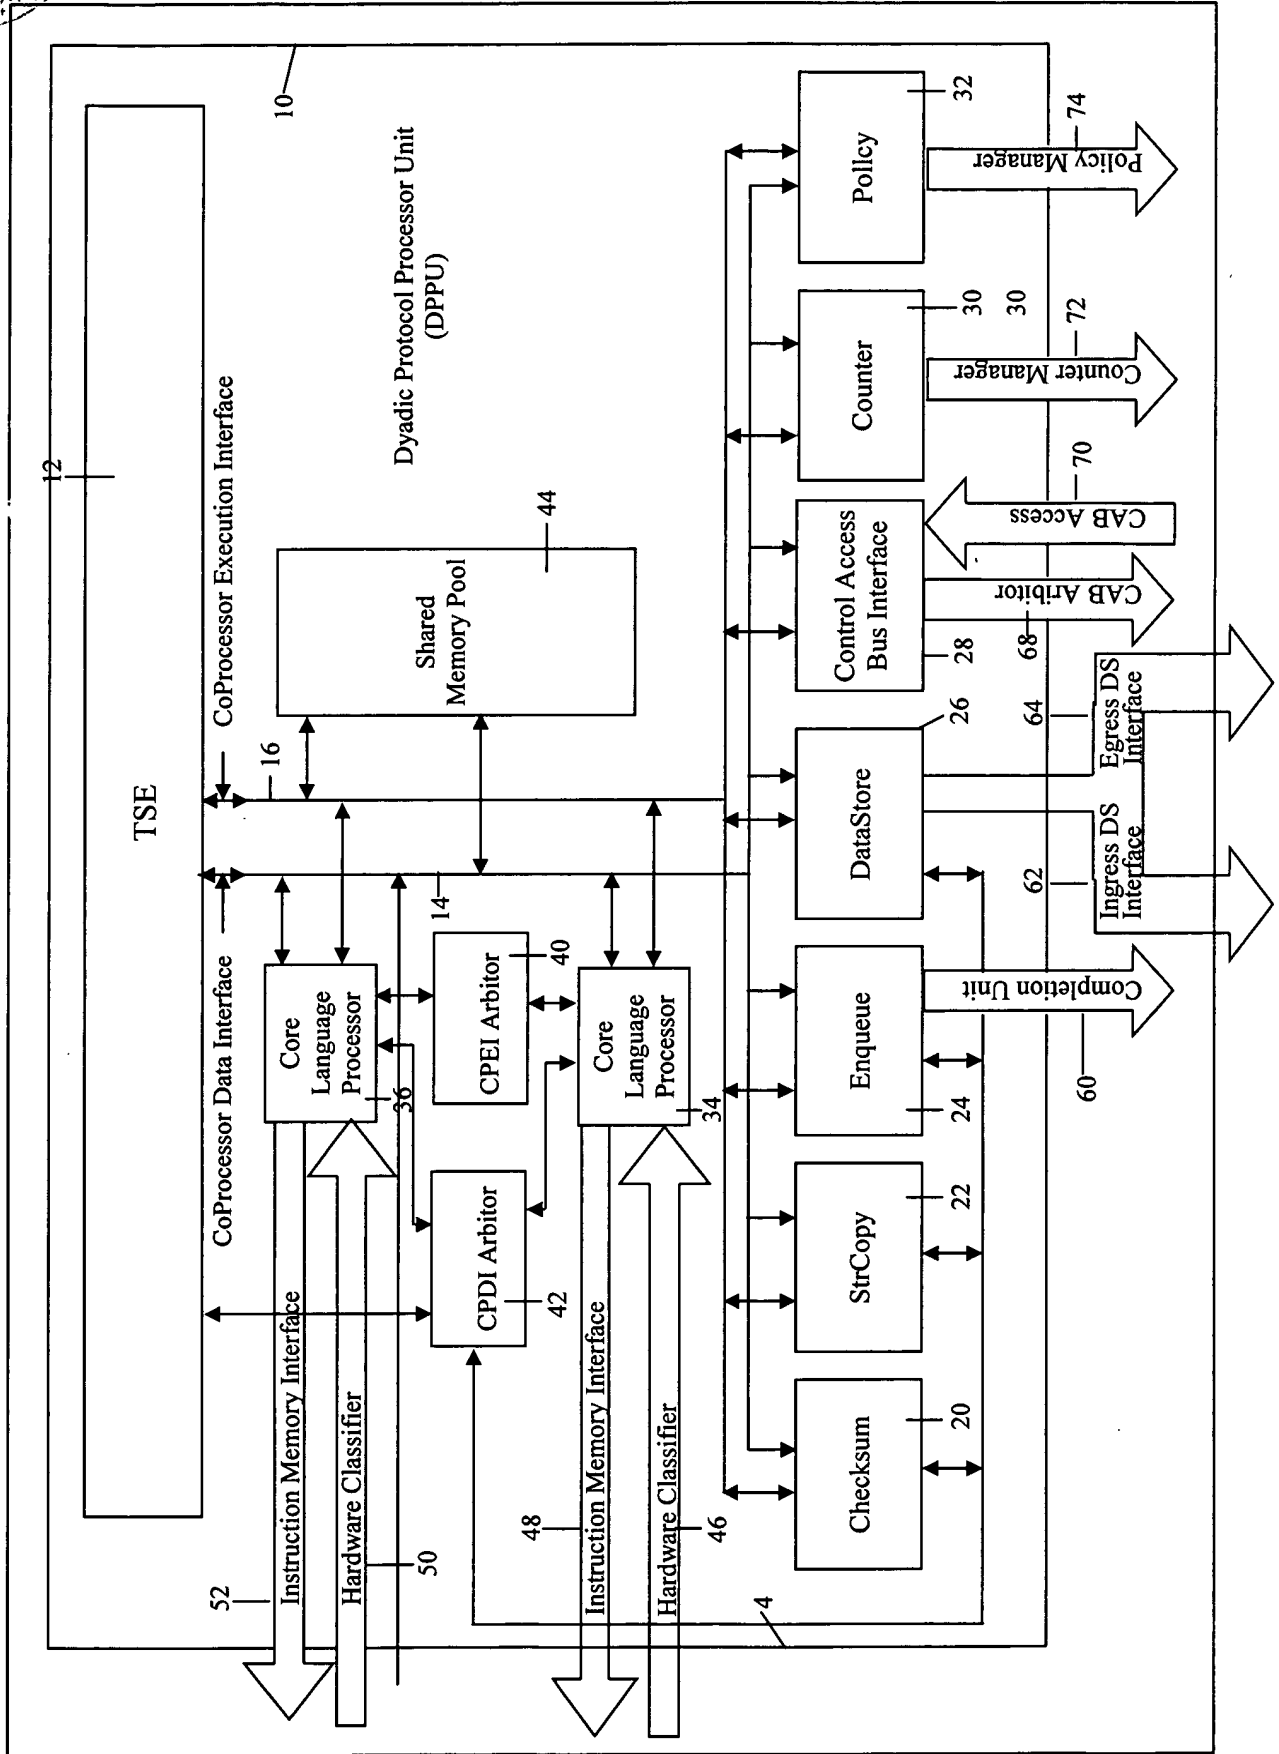 10
12
TSE
CoProcessor Data Interface
CoProcessor Execution Interface
14
16
Dyadic Protocol Processor Unit
(DPPU)
52
Instruction Memory Interface
Hardware Classifier
50
Core
Language
Processor
36
CPEI Arbitor
40
CPDI Arbitor
42
Shared
Memory Pool
44
48
Instruction Memory Interface
Hardware Classifier
46
Core
Language
Processor
34
4
Checksum
20
StrCopy
22
Enqueue
24
DataStore
26
Control Access
Bus Interface
28
Counter
30
30
Policy
32
60
Completion Unit
62
Ingress DS
Interface
64
Egress DS
Interface
68
CAB Aribitor
70
CAB Access
72
Counter Manager
74
Policy Manager